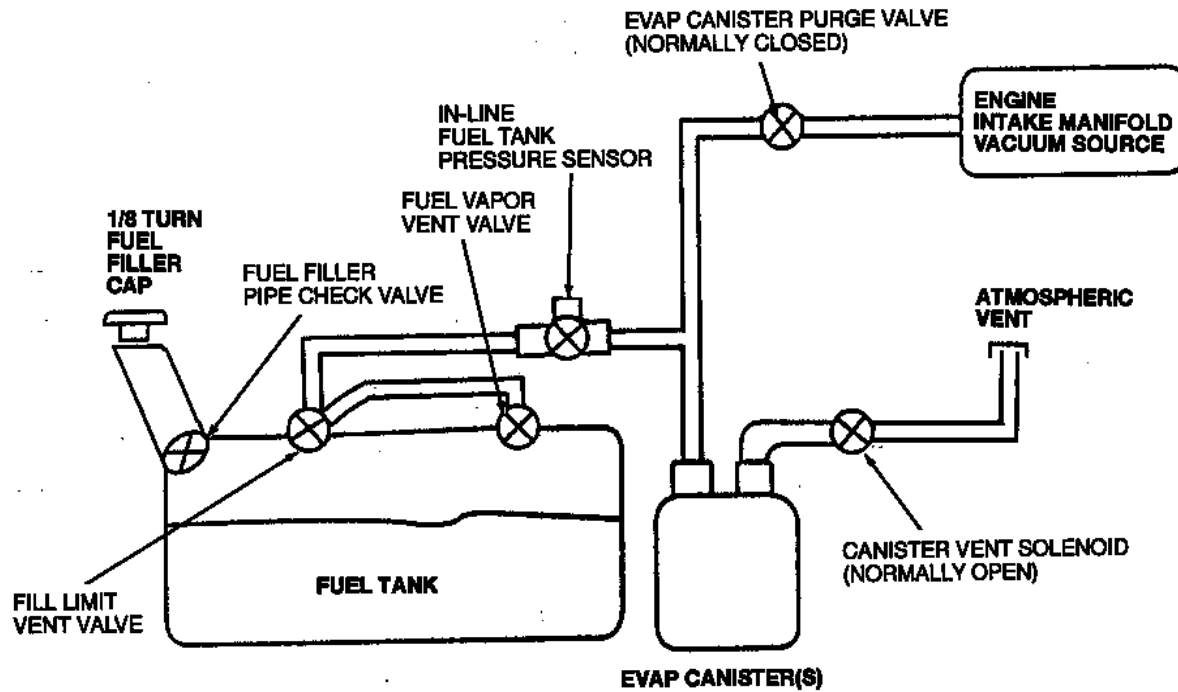 EVAP CANISTER PURGE VALVE
(NORMALLY CLOSED)
ENGINE
INTAKE MANIFOLD
VACUUM SOURCE
IN-LINE
FUEL TANK
PRESSURE SENSOR
FUEL VAPOR
VENT VALVE
1/8 TURN
FUEL
FILLER
CAP
FUEL FILLER
PIPE CHECK VALVE
ATMOSPHERIC
VENT
CANISTER VENT SOLENOID
(NORMALLY OPEN)
FUEL TANK
FILL LIMIT
VENT VALVE
EVAP CANISTER(S)